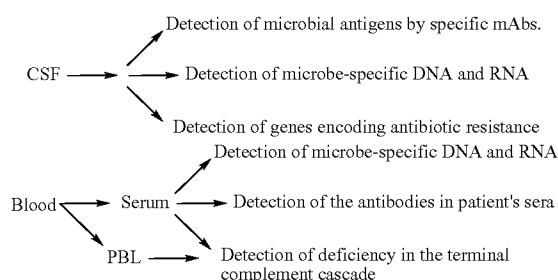 Detection of microbial antigens by specific mAbs.
CSF
Detection of microbe-specific DNA and RNA
Detection of genes encoding antibiotic resistance
Detection of microbe-specific DNA and RNA
Blood
Serum
Detection of the antibodies in patient's sera
PBL
Detection of deficiency in the terminal
complement cascade